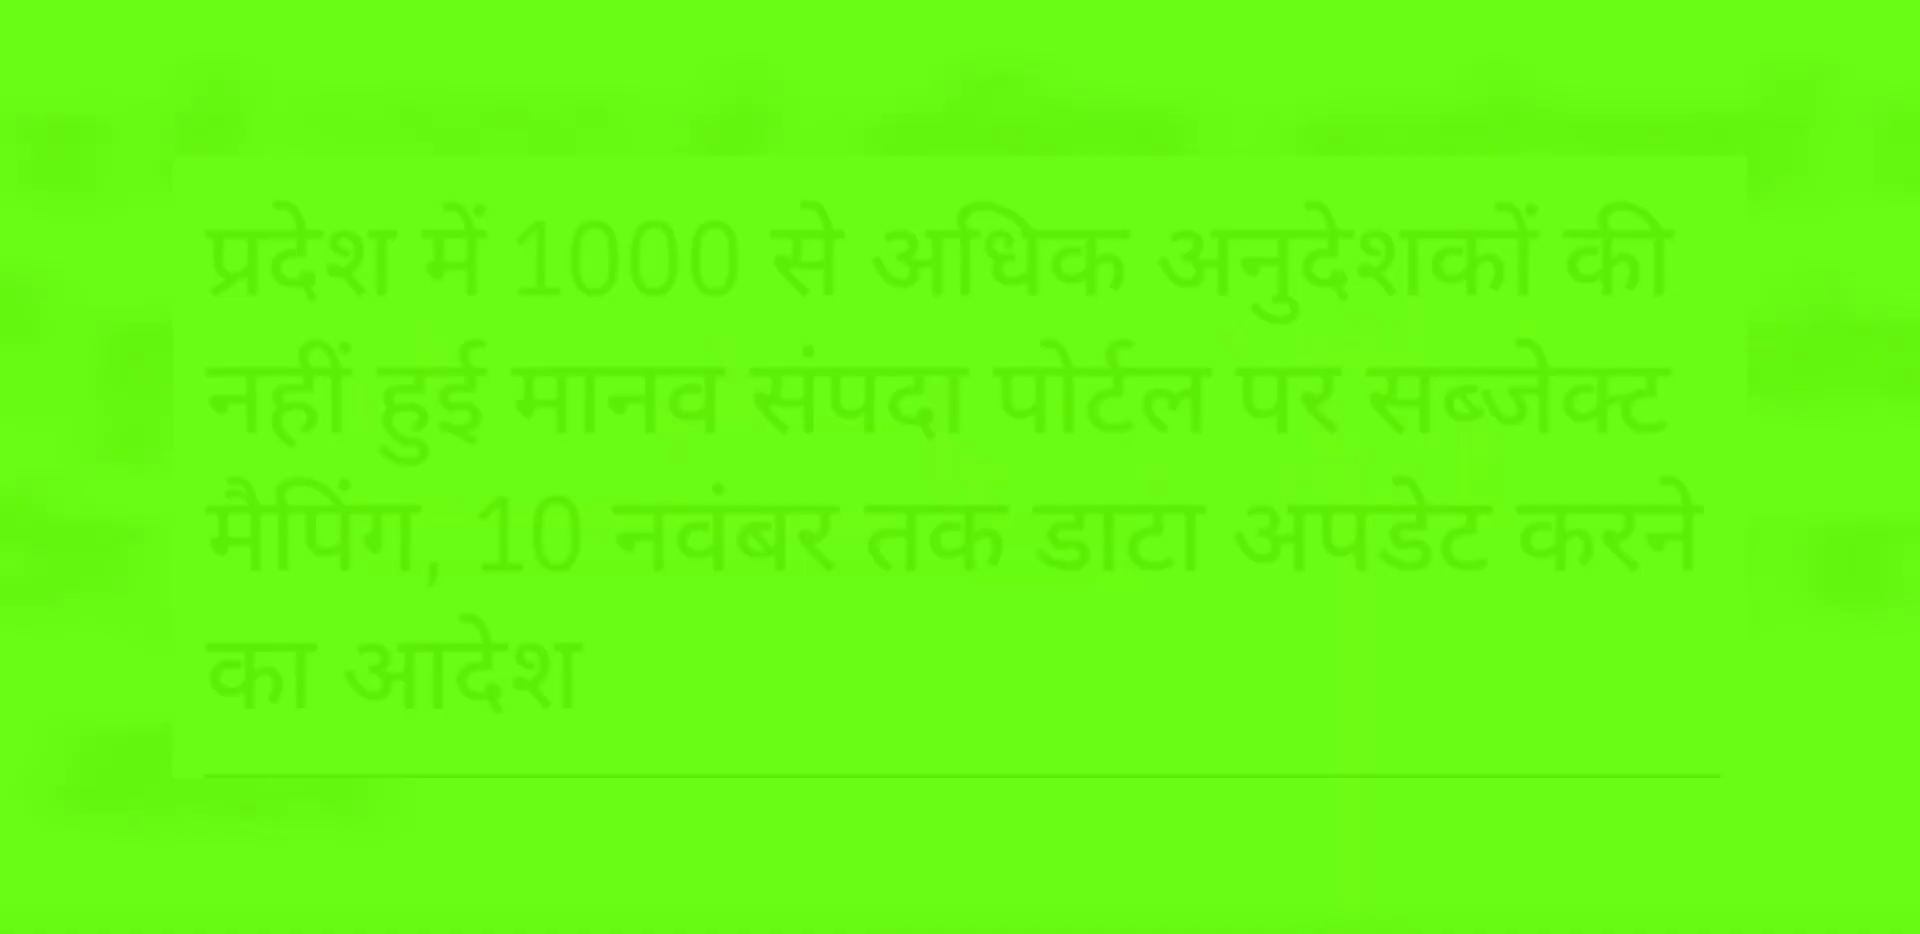 प्रदेश में 1000 से अधिक अनुदेशकों की
नहीं हुई मानव संपदा पोर्टल पर सब्जेक्ट
मैपिंग, 10 नवंबर तक डाटा अपडेट करने
का आदेश